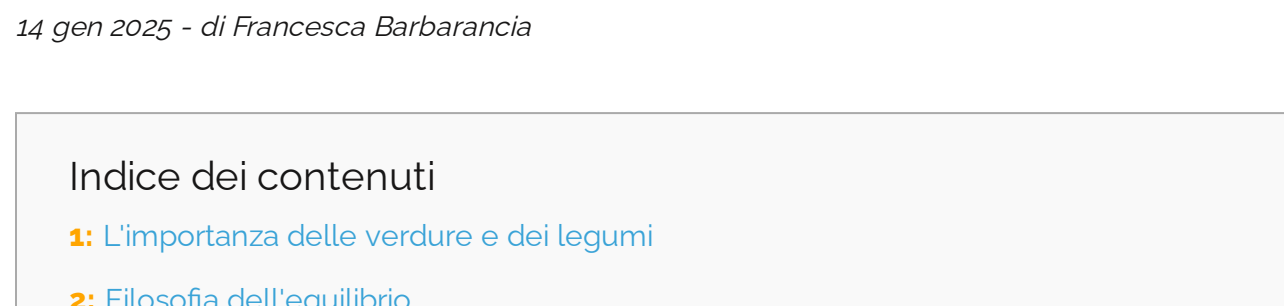 14 gen 2025 - di Francesca Barbarancia
Indice dei contenuti
1: L'importanza delle verdure e dei legumi
2: Filosofia dell'equilibrio